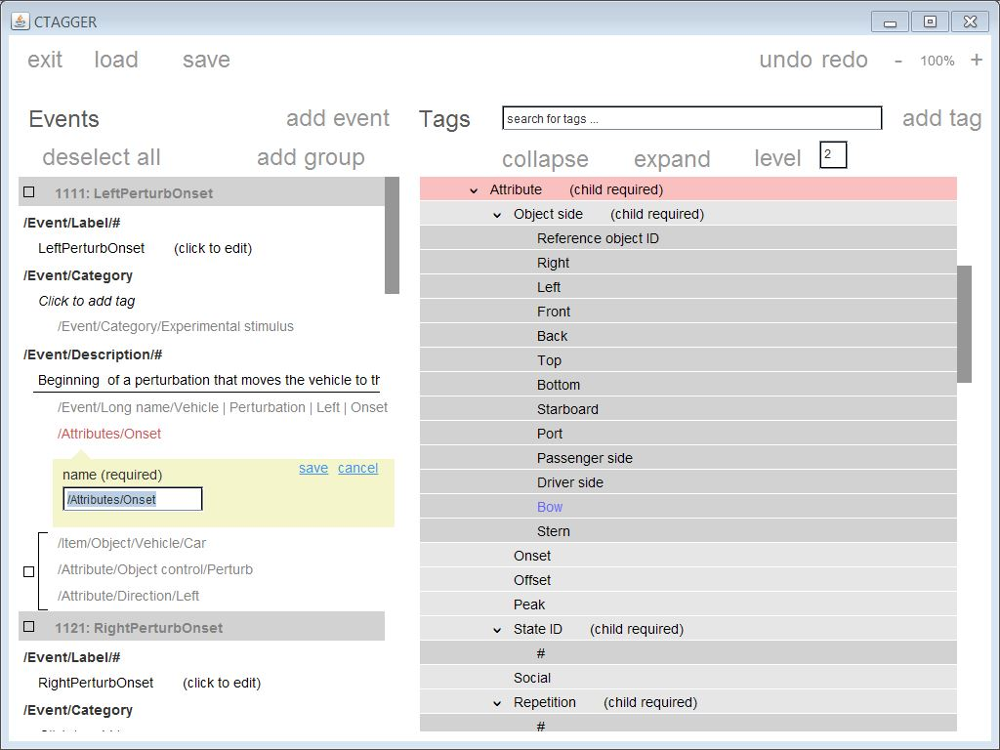 CTAGGER
exit load save undo redo - 100% +
Events add event
deselect all add group
1111: LeftPerturbOnset
/Event/Label/#
LeftPerturbOnset (click to edit)
/Event/Category
Click to add tag
/Event/Category/Experimental stimulus
/Event/Description/#
Beginning of a perturbation that moves the vehicle to th
/Event/Long name/Vehicle | Perturbation | Left | Onset
/Attributes/Onset
name (required) save cancel
/Attributes/Onset
/Item/Object/Vehicle/Car
/Attribute/Object control/Perturb
/Attribute/Direction/Left
1121: RightPerturbOnset
/Event/Label/#
RightPerturbOnset (click to edit)
/Event/Category
Tags search for tags ... add tag
collapse expand level 2
Attribute (child required)
Object side (child required)
Reference object ID
Right
Left
Front
Back
Top
Bottom
Starboard
Port
Passenger side
Driver side
Bow
Stern
Onset
Offset
Peak
State ID (child required)
#
Social
Repetition (child required)
#